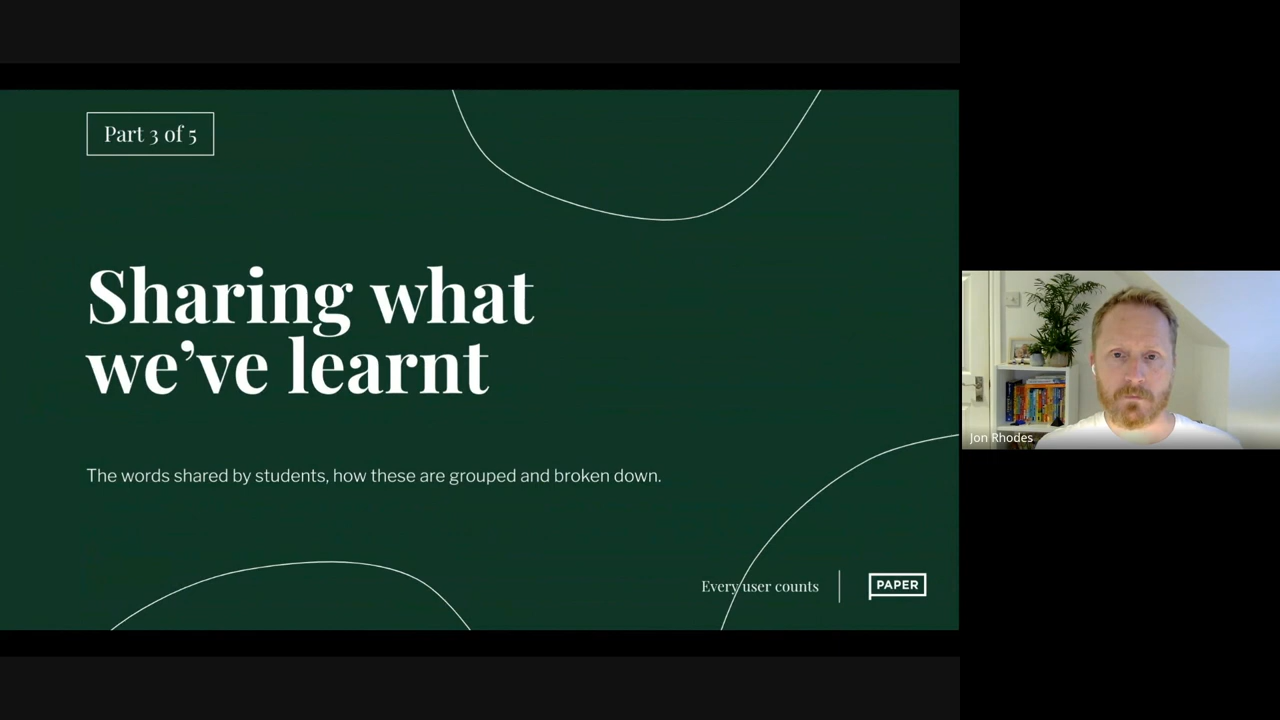 Part 3 of 5
Sharing what
we’ve learnt
The words shared by students, how these are grouped and broken down.
Every user counts
PAPER
Jon Rhodes